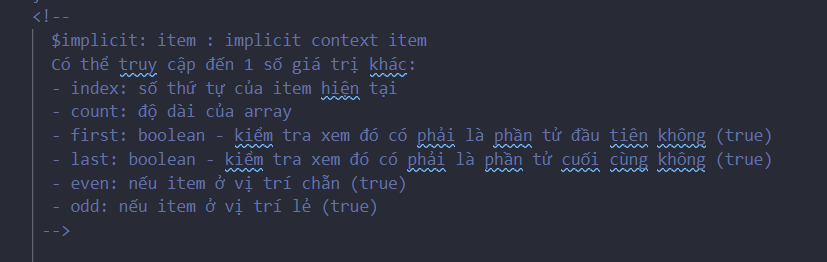 <!--
$implicit: item : implicit context item
Có thể truy cập đến 1 số giá trị khác:
- index: số thứ tự của item hiện tại
- count: độ dài của array
- first: boolean - kiểm tra xem đó có phải là phần tử đầu tiên không (true)
- last: boolean - kiểm tra xem đó có phải là phần tử cuối cùng không (true)
- even: nếu item ở vị trí chẵn (true)
- odd: nếu item ở vị trí lẻ (true)
-->